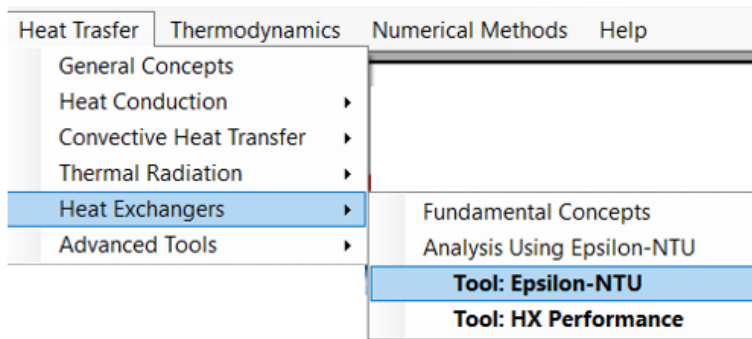 Heat Trasfer Thermodynamics Numerical Methods Help
General Concepts
Heat Conduction
Convective Heat Transfer
Thermal Radiation
Heat Exchangers
Advanced Tools
Fundamental Concepts
Analysis Using Epsilon-NTU
Tool: Epsilon-NTU
Tool: HX Performance